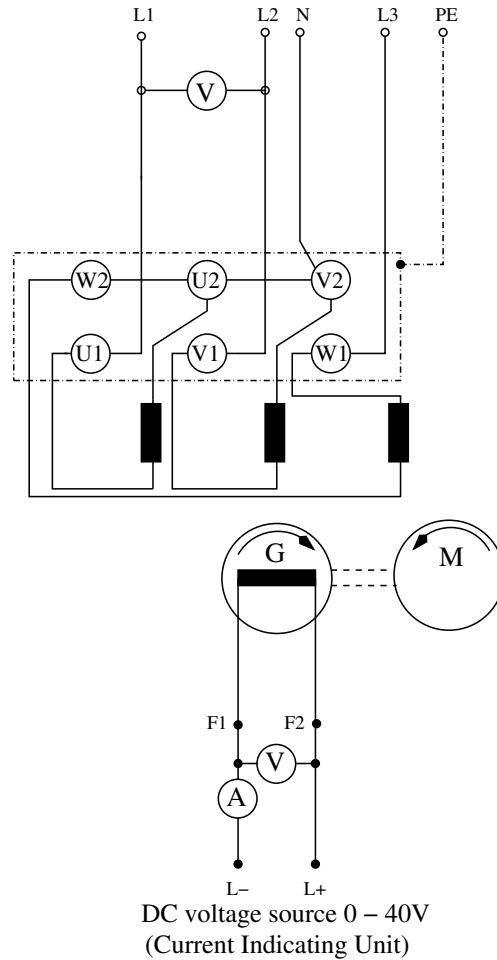 L1 L2 N L3 PE
V
W2 U2 V2
U1 V1 W1
G M
F1 F2
V
A
L− L+
DC voltage source 0 − 40V
(Current Indicating Unit)